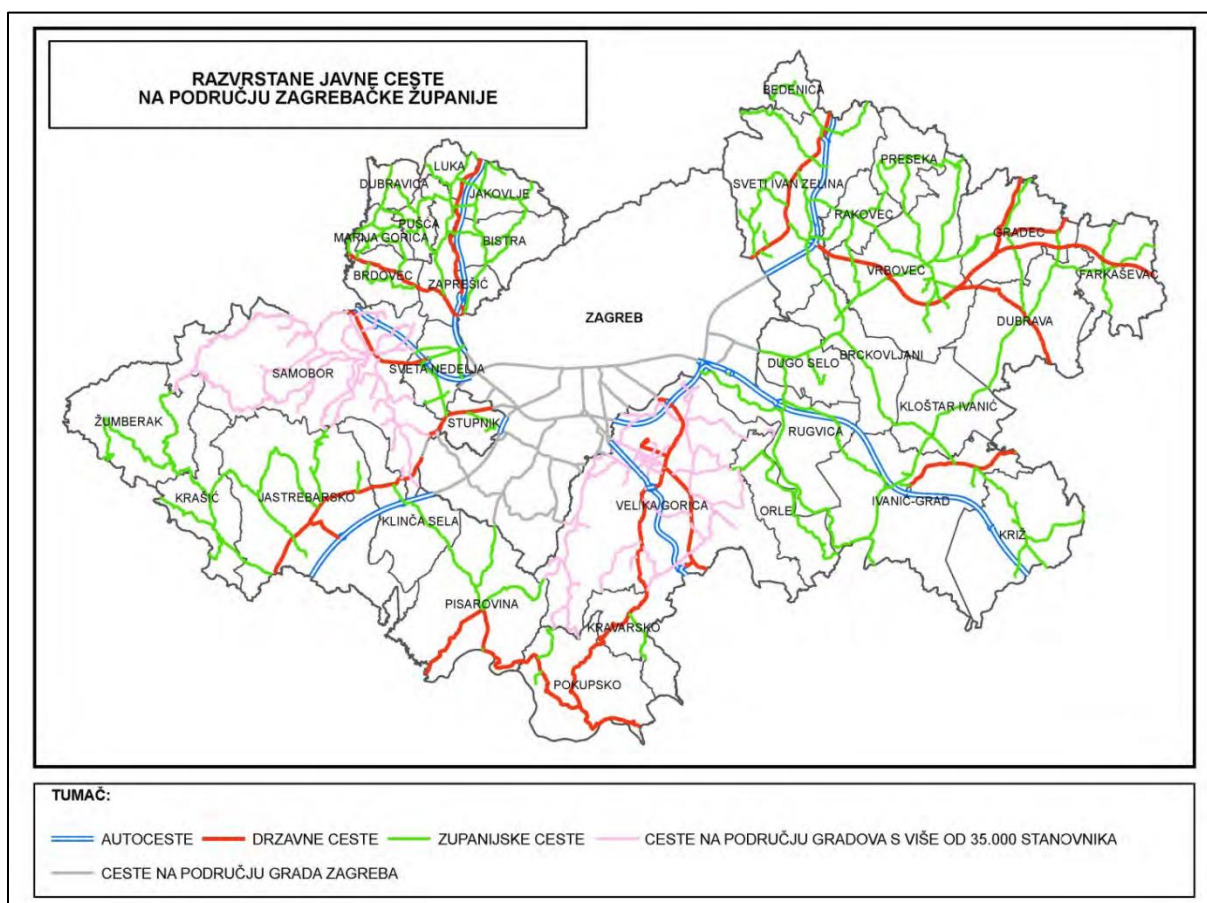 RAZVRSTANE JAVNE CESTE
NA PODRUČJU ZAGREBAČKE ŽUPANIJE
BEDENICA
LUKA
PRESEKA
DUBRAVICA
SVETI IVAN ZELINA
JAKOVLJE
PUŠĆA
RAKOVEC
MARIJA GORICA
BISTRA
GRADEC
BRDOVEC
VRBOVEC
FARKAŠEVAC
ZAPREŠIĆ
ZAGREB
DUBRAVA
BRCKOVLJANI
SAMOBOR
SVETA NEDELJA
DUGO SELO
KLOŠTAR IVANIĆ
ŽUMBERAK
STUPNIK
RUGVICA
KRAŠIĆ
JASTREBARSKO
VELIKA GORICA
IVANIĆ-GRAD
ORLE
KLINČA SELA
KRIŽ
PISAROVINA
KRAVARSKO
POKUPSKO
TUMAČ:
AUTOCESTE
DRZAVNE CESTE
ZUPANIJSKE CESTE
CESTE NA PODRUČJU GRADOVA S VIŠE OD 35.000 STANOVNIKA
CESTE NA PODRUČJU GRADA ZAGREBA